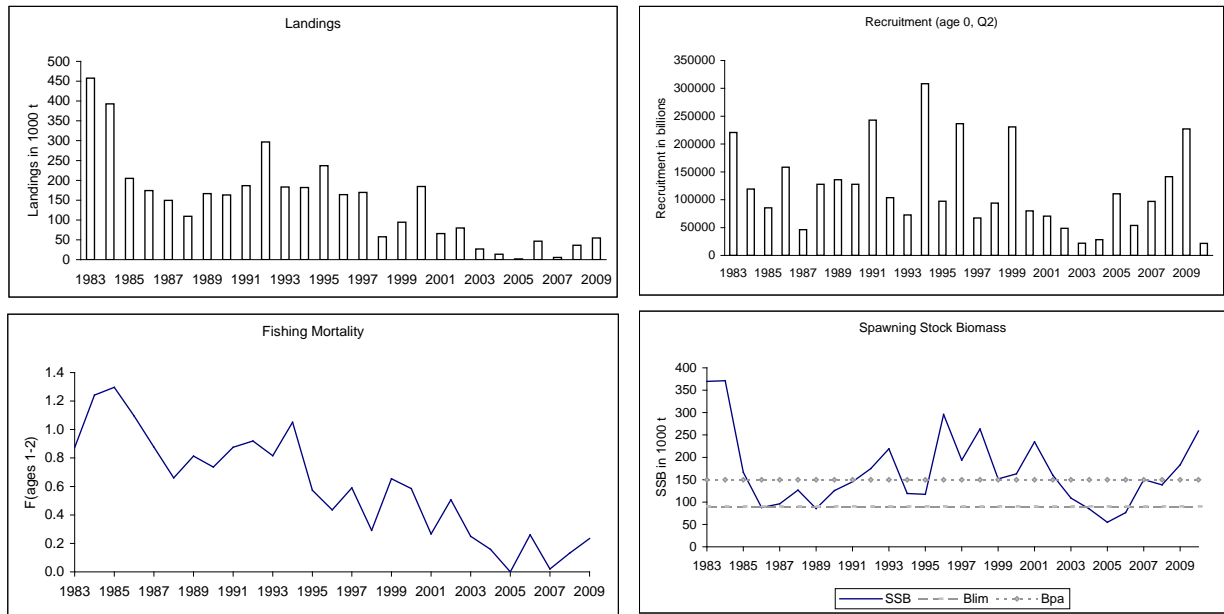 Landings
Landings in 1000 t
500
450
400
350
300
250
200
150
100
50
0
1983 1985 1987 1989 1991 1993 1995 1997 1999 2001 2003 2005 2007 2009
Recruitment (age 0, Q2)
Recruitment in billions
350000
300000
250000
200000
150000
100000
50000
0
1983 1985 1987 1989 1991 1993 1995 1997 1999 2001 2003 2005 2007 2009
Fishing Mortality
F(ages 1-2)
1.4
1.2
1.0
0.8
0.6
0.4
0.2
0.0
1983 1985 1987 1989 1991 1993 1995 1997 1999 2001 2003 2005 2007 2009
Spawning Stock Biomass
SSB in 1000 t
400
350
300
250
200
150
100
50
0
1983 1985 1987 1989 1991 1993 1995 1997 1999 2001 2003 2005 2007 2009
SSB Blim Bpa